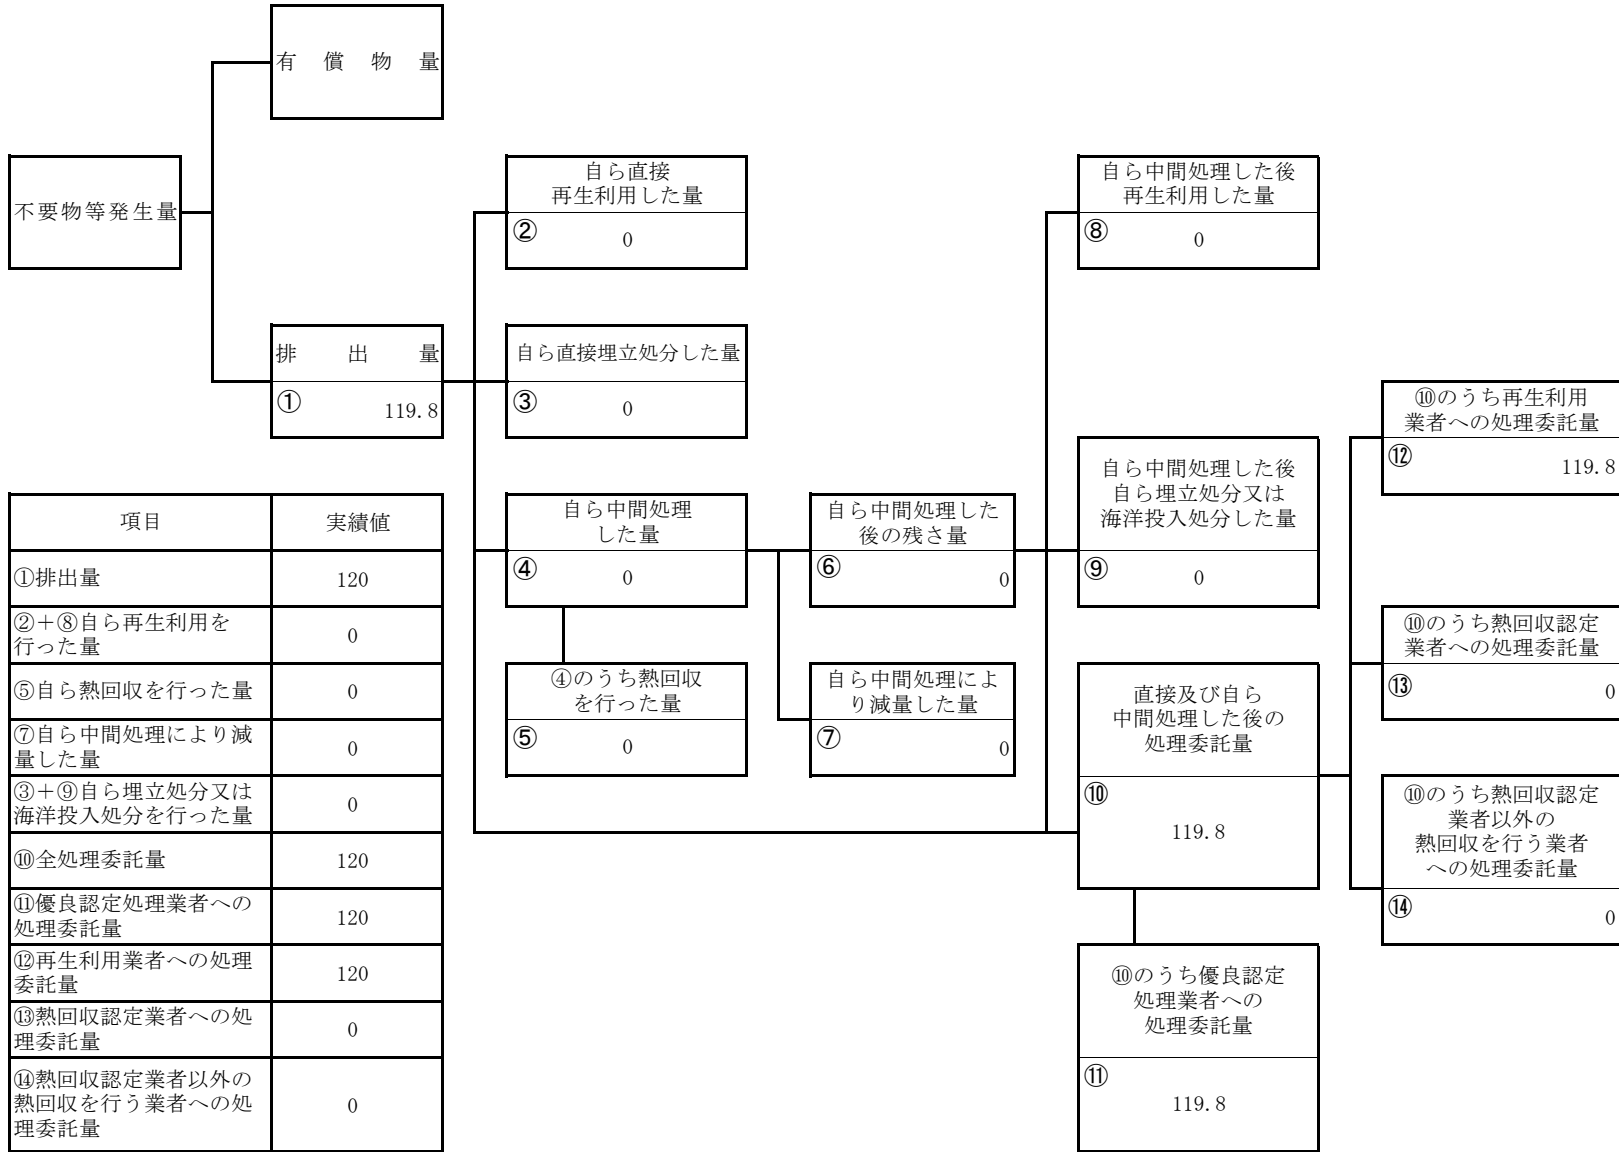 有償物量
不要物等発生量
自ら直接
再生利用した量
② 0
自ら中間処理した後
再生利用した量
⑧ 0
排出量
① 119.8
自ら直接埋立処分した量
③ 0
⑩のうち再生利用
業者への処理委託量
⑫ 119.8
自ら中間処理した後
自ら埋立処分又は
海洋投入処分した量
⑨ 0
自ら中間処理
した量
④ 0
自ら中間処理した
後の残さ量
⑥ 0
⑩のうち熱回収認定
業者への処理委託量
⑬ 0
④のうち熱回収
を行った量
⑤ 0
自ら中間処理によ
り減量した量
⑦ 0
直接及び自ら
中間処理した後の
処理委託量
⑩
119.8
⑩のうち熱回収認定
業者以外の
熱回収を行う業者
への処理委託量
⑭ 0
⑩のうち優良認定
処理業者への
処理委託量
⑪
119.8
項目 実績値
①排出量 120
②+⑧自ら再生利用を
行った量 0
⑤自ら熱回収を行った量 0
⑦自ら中間処理により減
量した量 0
③+⑨自ら埋立処分又は
海洋投入処分を行った量 0
⑩全処理委託量 120
⑪優良認定処理業者への
処理委託量 120
⑫再生利用業者への処理
委託量 120
⑬熱回収認定業者への処
理委託量 0
⑭熱回収認定業者以外の
熱回収を行う業者への処
理委託量 0